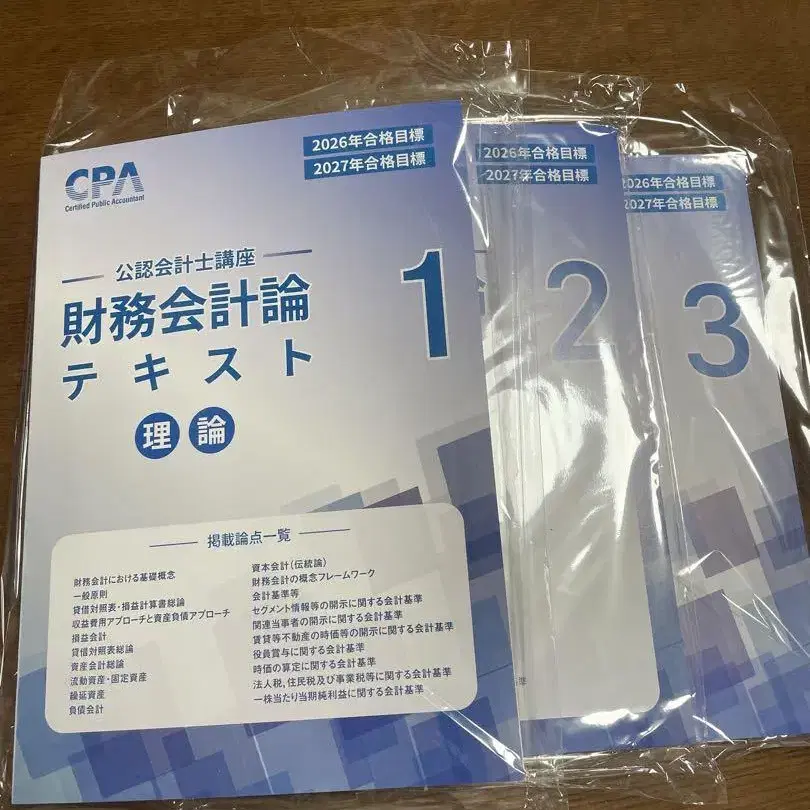 CPA
Certified Public Accountant
2026年合格目標
2027年合格目標
公認会計士講座
財務会計論
テキスト
理論
1
掲載論点一覧
財務会計における基礎概念
一般原則
貸借対照表・損益計算書総論
収益費用アプローチと資産負債アプローチ
損益会計
貸借対照表総論
資産会計総論
流動資産・固定資産
繰延資産
負債会計
資本会計(伝統論)
財務会計の概念フレームワーク
会計基準等
セグメント情報等の開示に関する会計基準
関連当事者の開示に関する会計基準
賃貸等不動産の時価等の開示に関する会計基準
役員賞与に関する会計基準
時価の算定に関する会計基準
法人税,住民税及び事業税等に関する会計基準
一株当たり当期純利益に関する会計基準
2026年合格目標
2027年合格目標
2
2026年合格目標
2027年合格目標
3